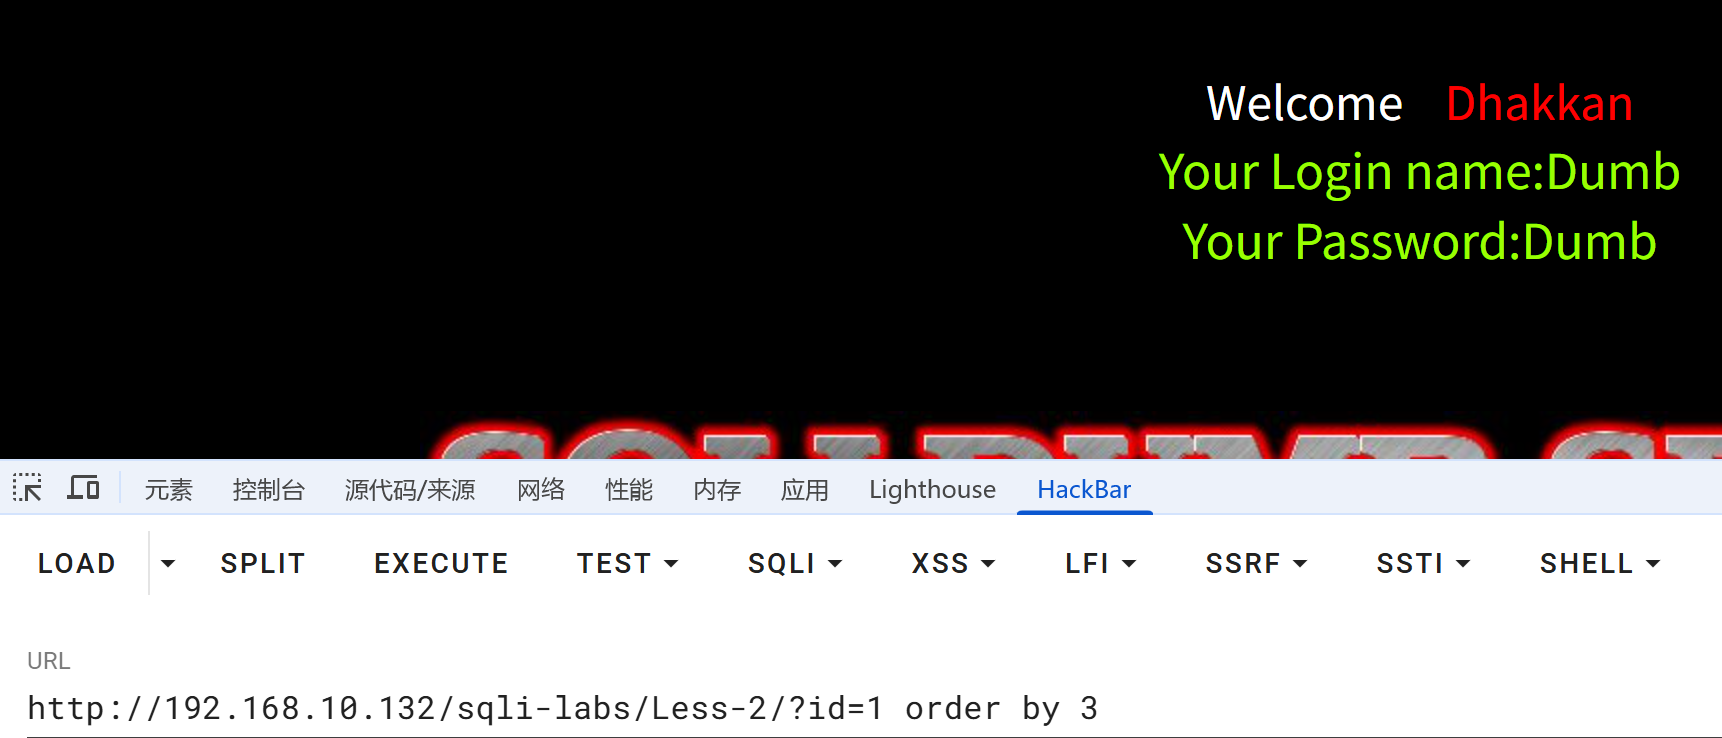 Welcome Dhakkan
Your Login name:Dumb
Your Password:Dumb
元素 控制台 源代码/来源 网络 性能 内存 应用 Lighthouse HackBar
LOAD SPLIT EXECUTE TEST SQLI XSS LFI SSRF SSTI SHELL
URL
http://192.168.10.132/sqli-labs/Less-2/?id=1 order by 3